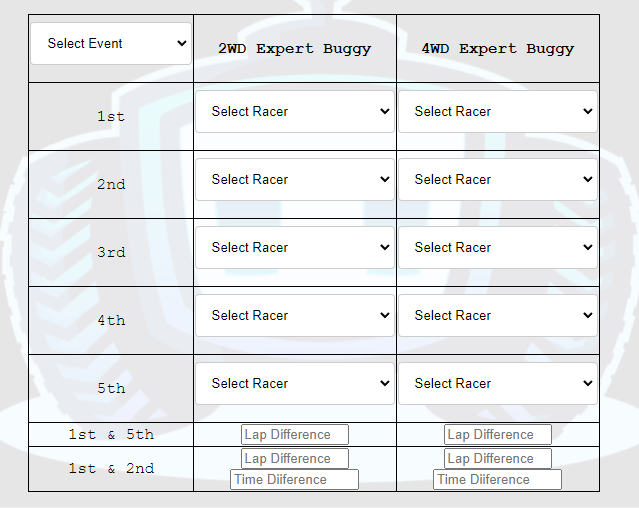 Select Event 2WD Expert Buggy 4WD Expert Buggy
1st Select Racer Select Racer
2nd Select Racer Select Racer
3rd Select Racer Select Racer
4th Select Racer Select Racer
5th Select Racer Select Racer
1st & 5th Lap Difference Lap Difference
1st & 2nd Lap Difference Lap Difference
Time Diifference Time Diifference